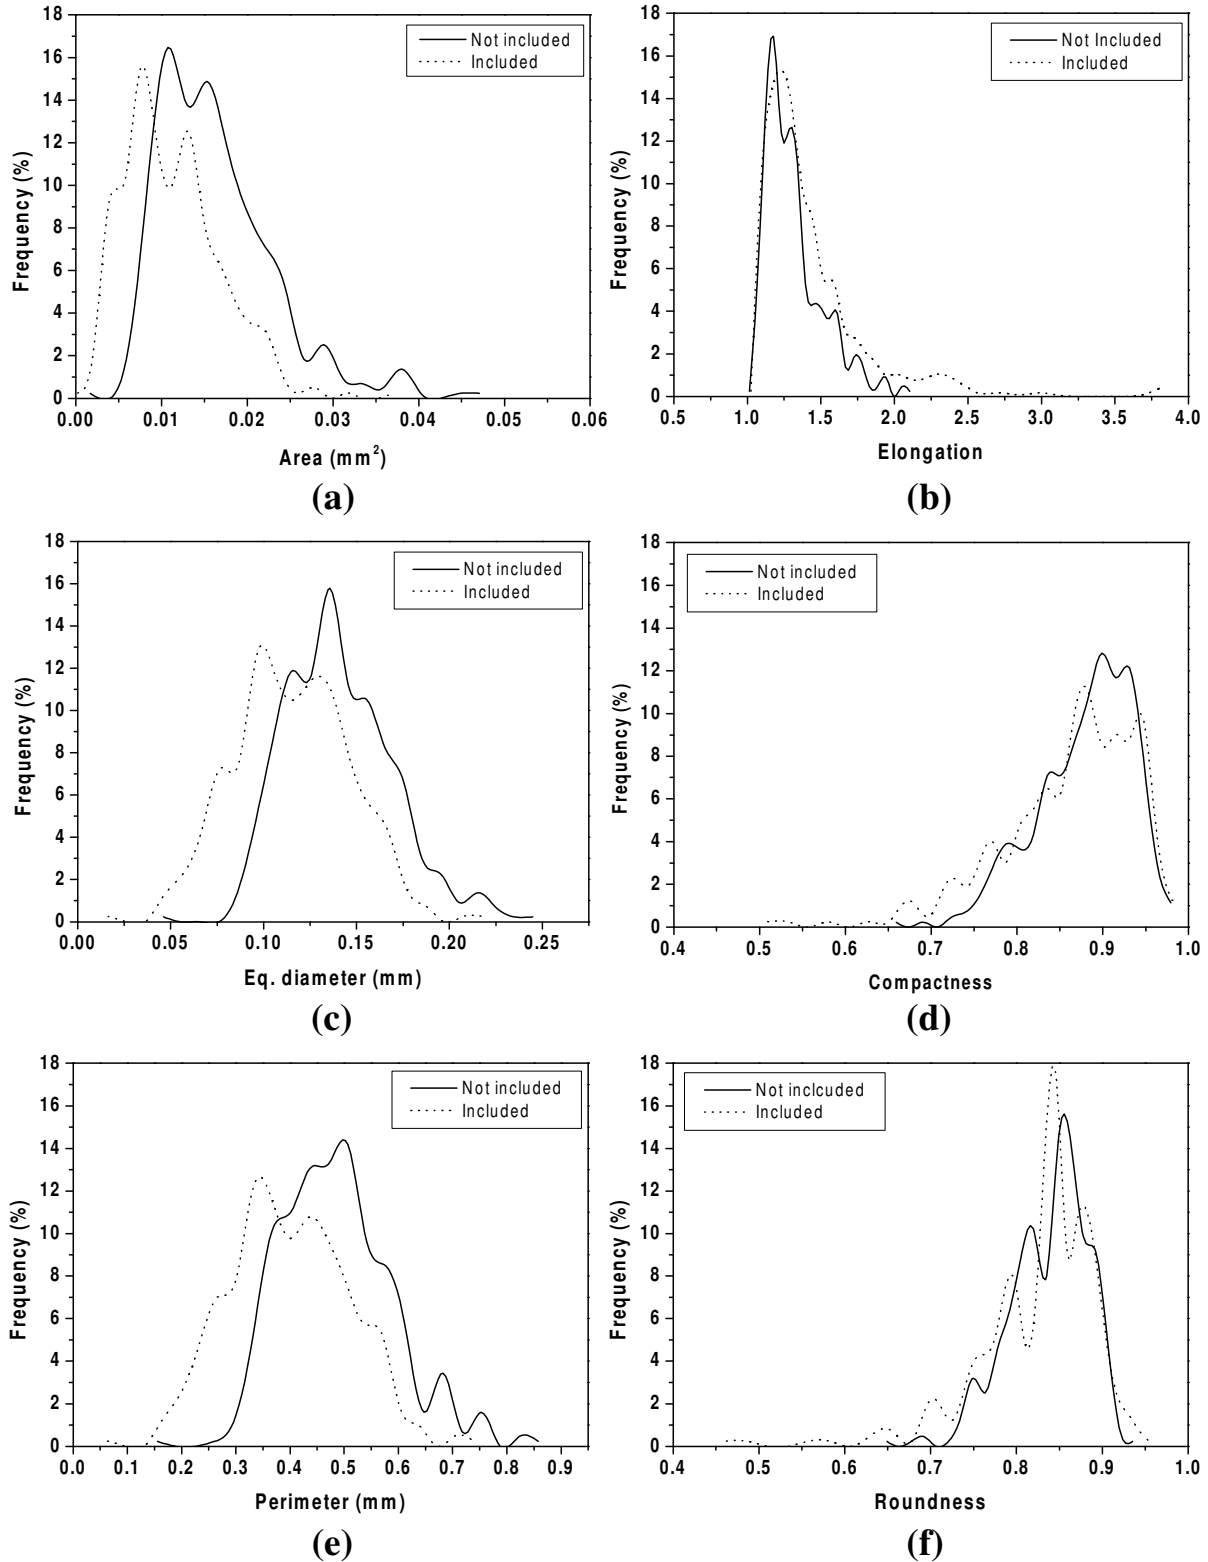 18
16
14
12
10
8
6
4
2
0
Frequency (%)
Not included
Included
0.00 0.01 0.02 0.03 0.04 0.05 0.06
Area (mm²)
(a)
18
16
14
12
10
8
6
4
2
0
Frequency (%)
Not Included
Included
0.5 1.0 1.5 2.0 2.5 3.0 3.5 4.0
Elongation
(b)
18
16
14
12
10
8
6
4
2
0
Frequency (%)
Not included
Included
0.00 0.05 0.10 0.15 0.20 0.25
Eq. diameter (mm)
(c)
18
16
14
12
10
8
6
4
2
0
Frequency (%)
Not included
Included
0.4 0.5 0.6 0.7 0.8 0.9 1.0
Compactness
(d)
18
16
14
12
10
8
6
4
2
0
Frequency (%)
Not included
Included
0.0 0.1 0.2 0.3 0.4 0.5 0.6 0.7 0.8 0.9
Perimeter (mm)
(e)
18
16
14
12
10
8
6
4
2
0
Frequency (%)
Not inclcuded
Included
0.4 0.5 0.6 0.7 0.8 0.9 1.0
Roundness
(f)